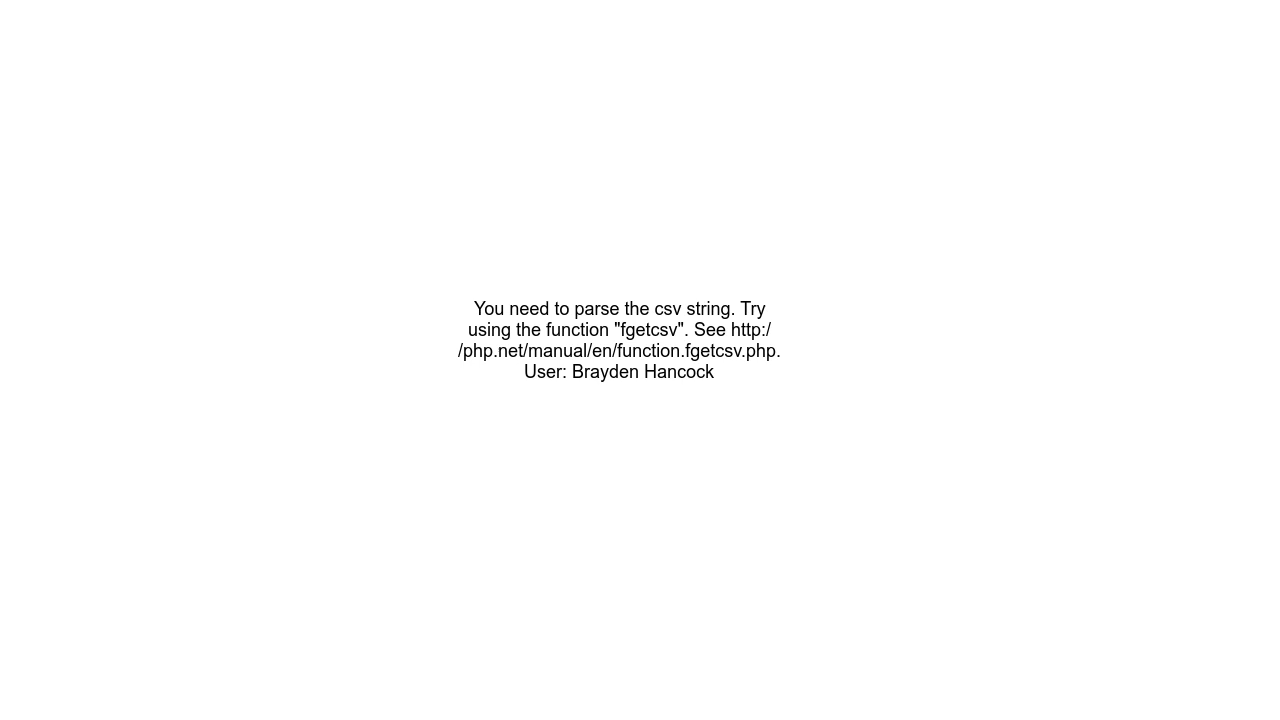 You need to parse the csv string. Try
using the function "fgetcsv". See http:/
/php.net/manual/en/function.fgetcsv.php.
User: Brayden Hancock